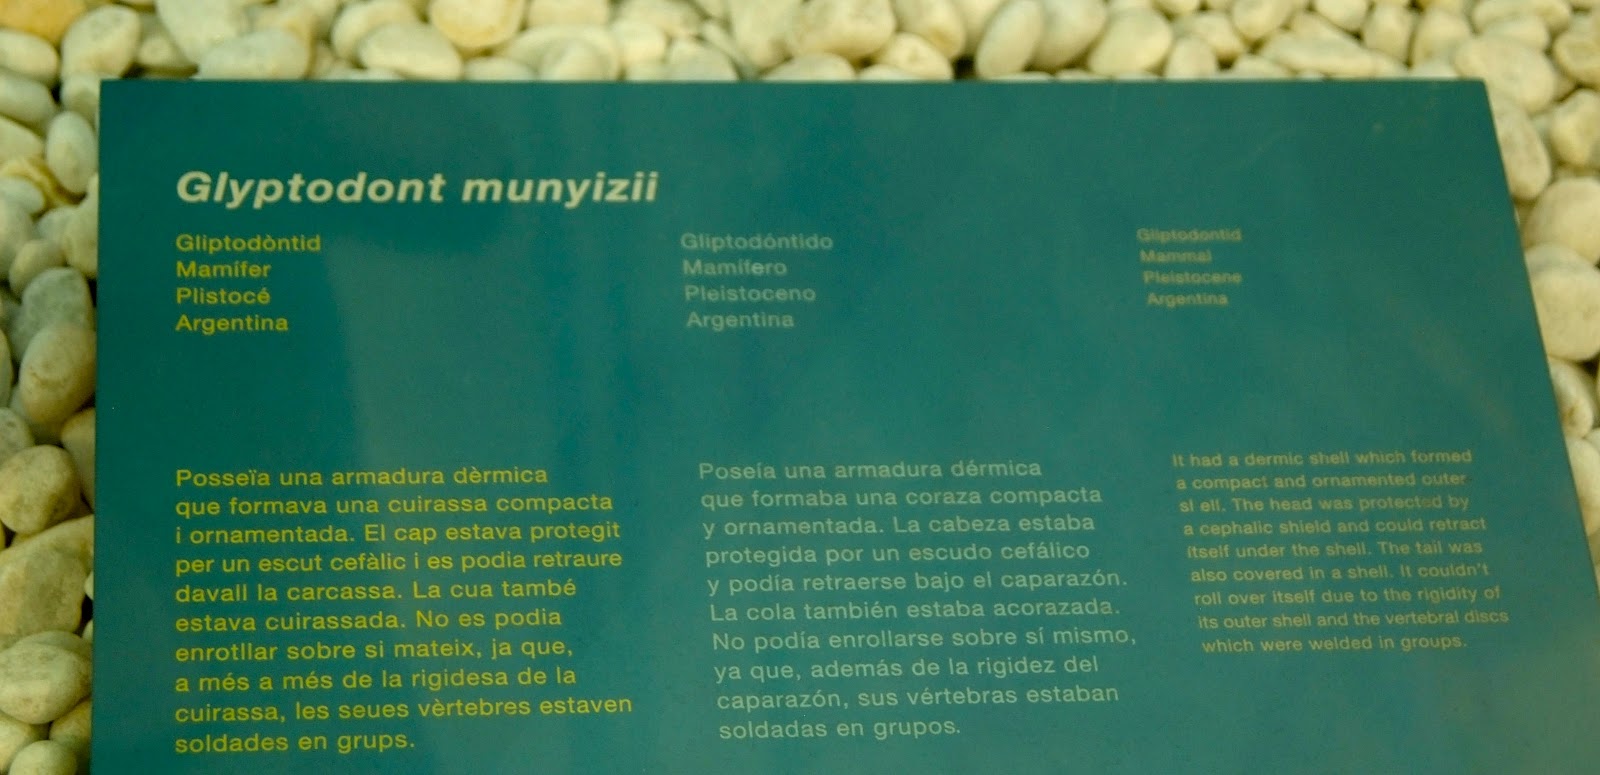 Glyptodont munyizii
Gliptodòntid
Mamífer
Plistocé
Argentina
Gliptodóntido
Mamífero
Pleistoceno
Argentina
Gliptodontid
Mammal
Pleistocene
Argentina
Posseïa una armadura dèrmica
que formava una cuirassa compacta
i ornamentada. El cap estava protegit
per un escut cefàlic i es podia retraure
davall la carcassa. La cua també
estava cuirassada. No es podia
enrotllar sobre si mateix, ja que,
a més a més de la rigidesa de la
cuirassa, les seues vèrtebres estaven
soldades en grups.
Poseía una armadura dérmica
que formaba una coraza compacta
y ornamentada. La cabeza estaba
protegida por un escudo cefálico
y podía retraerse bajo el caparazón.
La cola también estaba acorazada.
No podía enrollarse sobre sí mismo,
ya que, además de la rigidez del
caparazón, sus vértebras estaban
soldadas en grupos.
It had a dermic shell which formed
a compact and ornamented outer
sl ell. The head was protected by
a cephalic shield and could retract
itself under the shell. The tail was
also covered in a shell. It couldn't
roll over itself due to the rigidity of
its outer shell and the vertebral discs
which were welded in groups.